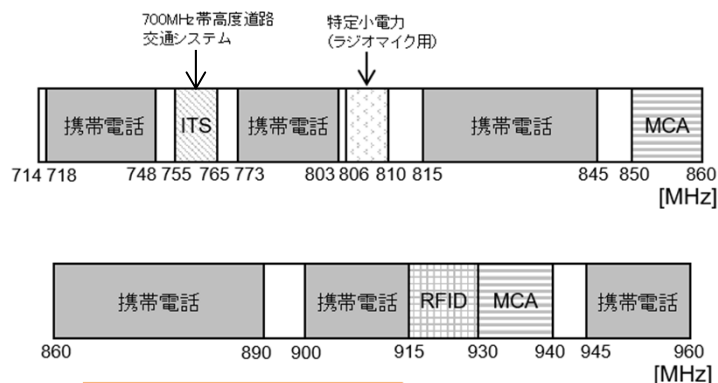 700MHz帯高度道路
交通システム
特定小電力
(ラジオマイク用)
携帯電話 ITS 携帯電話 携帯電話 MCA
714 718 748 755 765 773 803 806 810 815 845 850 860
[MHz]
携帯電話 携帯電話 RFID MCA 携帯電話
860 890 900 915 930 940 945 960
[MHz]